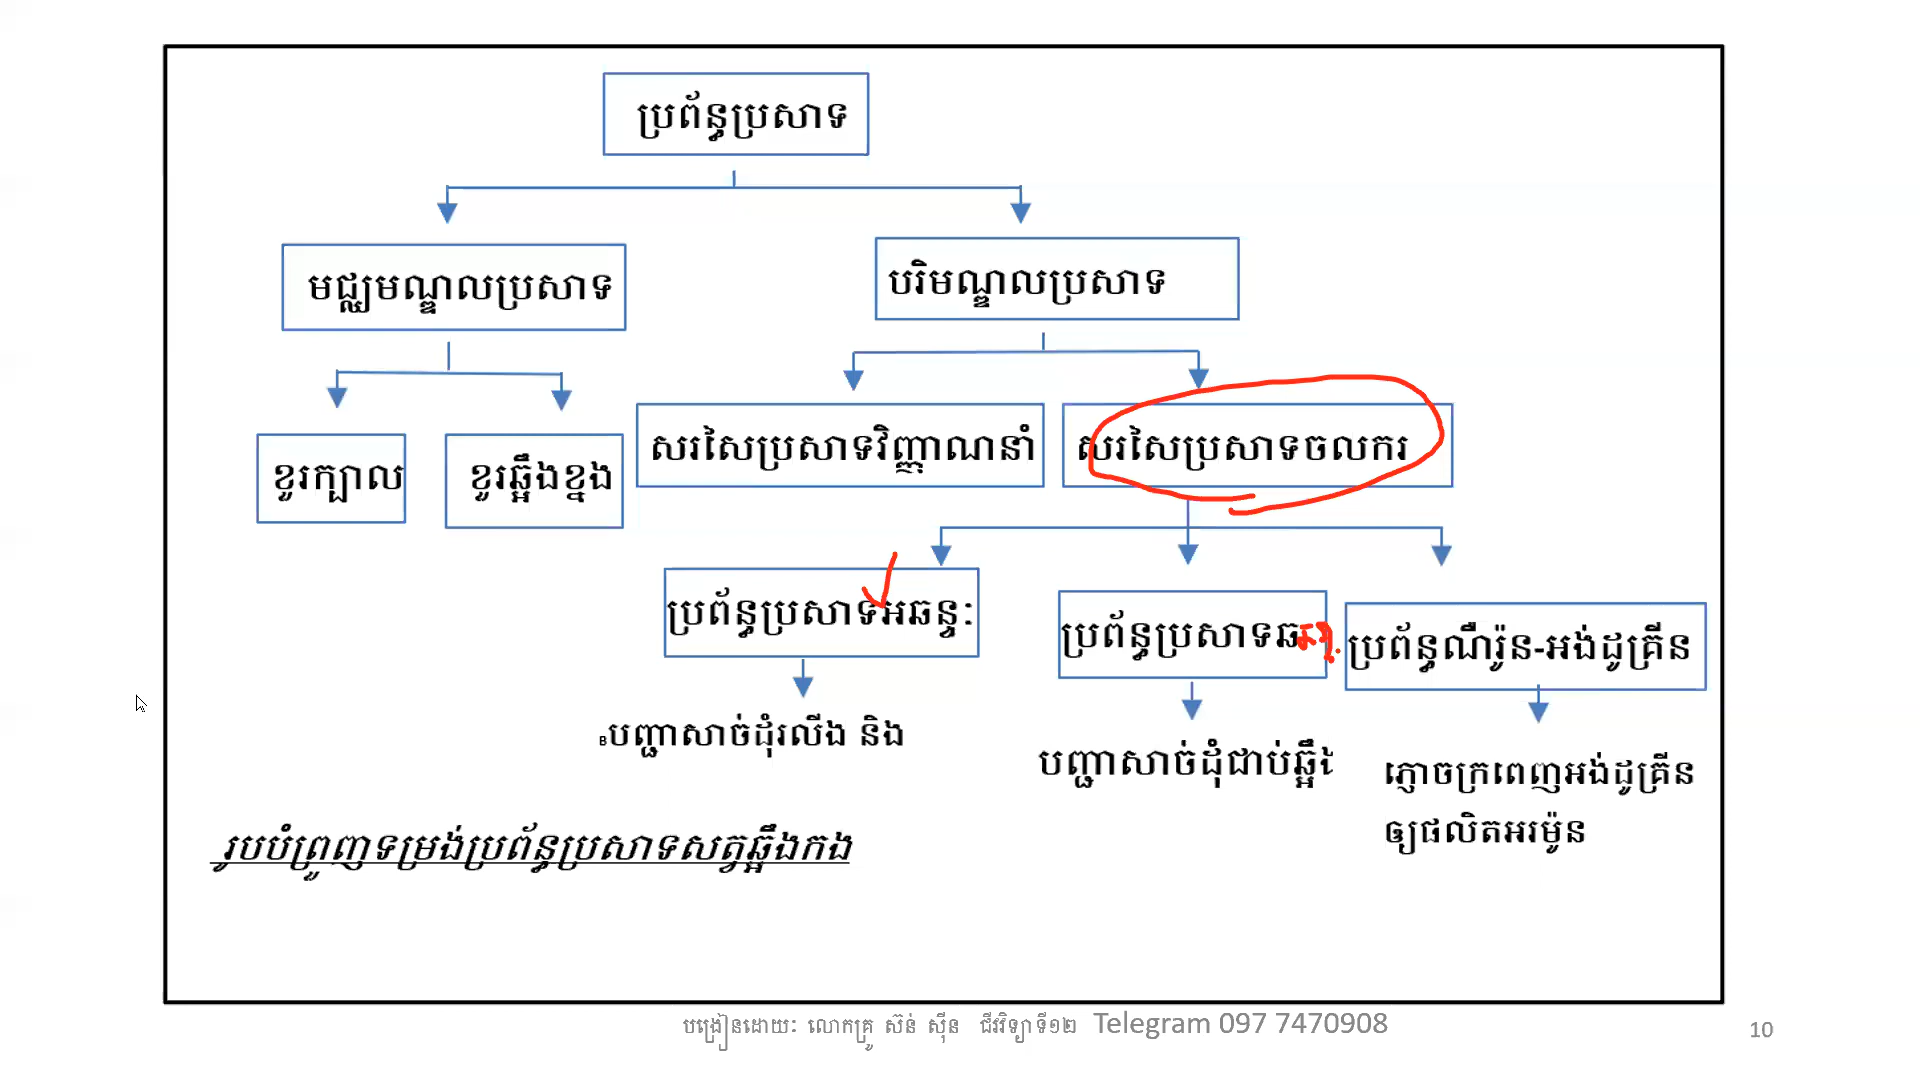 ប្រព័ន្ធប្រសាទ
មជ្ឈមណ្ឌលប្រសាទ
បរិមណ្ឌលប្រសាទ
ខួរក្បាល
ខួរឆ្អឹងខ្នង
សរសៃប្រសាទវិញ្ញាណនាំ
សរសៃប្រសាទចលករ
ប្រព័ន្ធប្រសាទអឆន្ទៈ
ប្រព័ន្ធប្រសាទ
ប្រព័ន្ធណឺរ៉ូន-អង់ដូគ្រីន
បញ្ជាសាច់ដុំរលីង និង
បញ្ជាសាច់ដុំជាប់ឆ្អឹង
ភ្ញោចក្រពេញអង់ដូគ្រីន
ឲ្យផលិតអរម៉ូន
រូបបំព្រួញទម្រង់ប្រព័ន្ធប្រសាទសត្វឆ្អឹងកង
បង្រៀនដោយ: លោកគ្រូ ស៊ន់ ស៊ីន ជីវវិទ្យាទី១២ Telegram 097 7470908
10